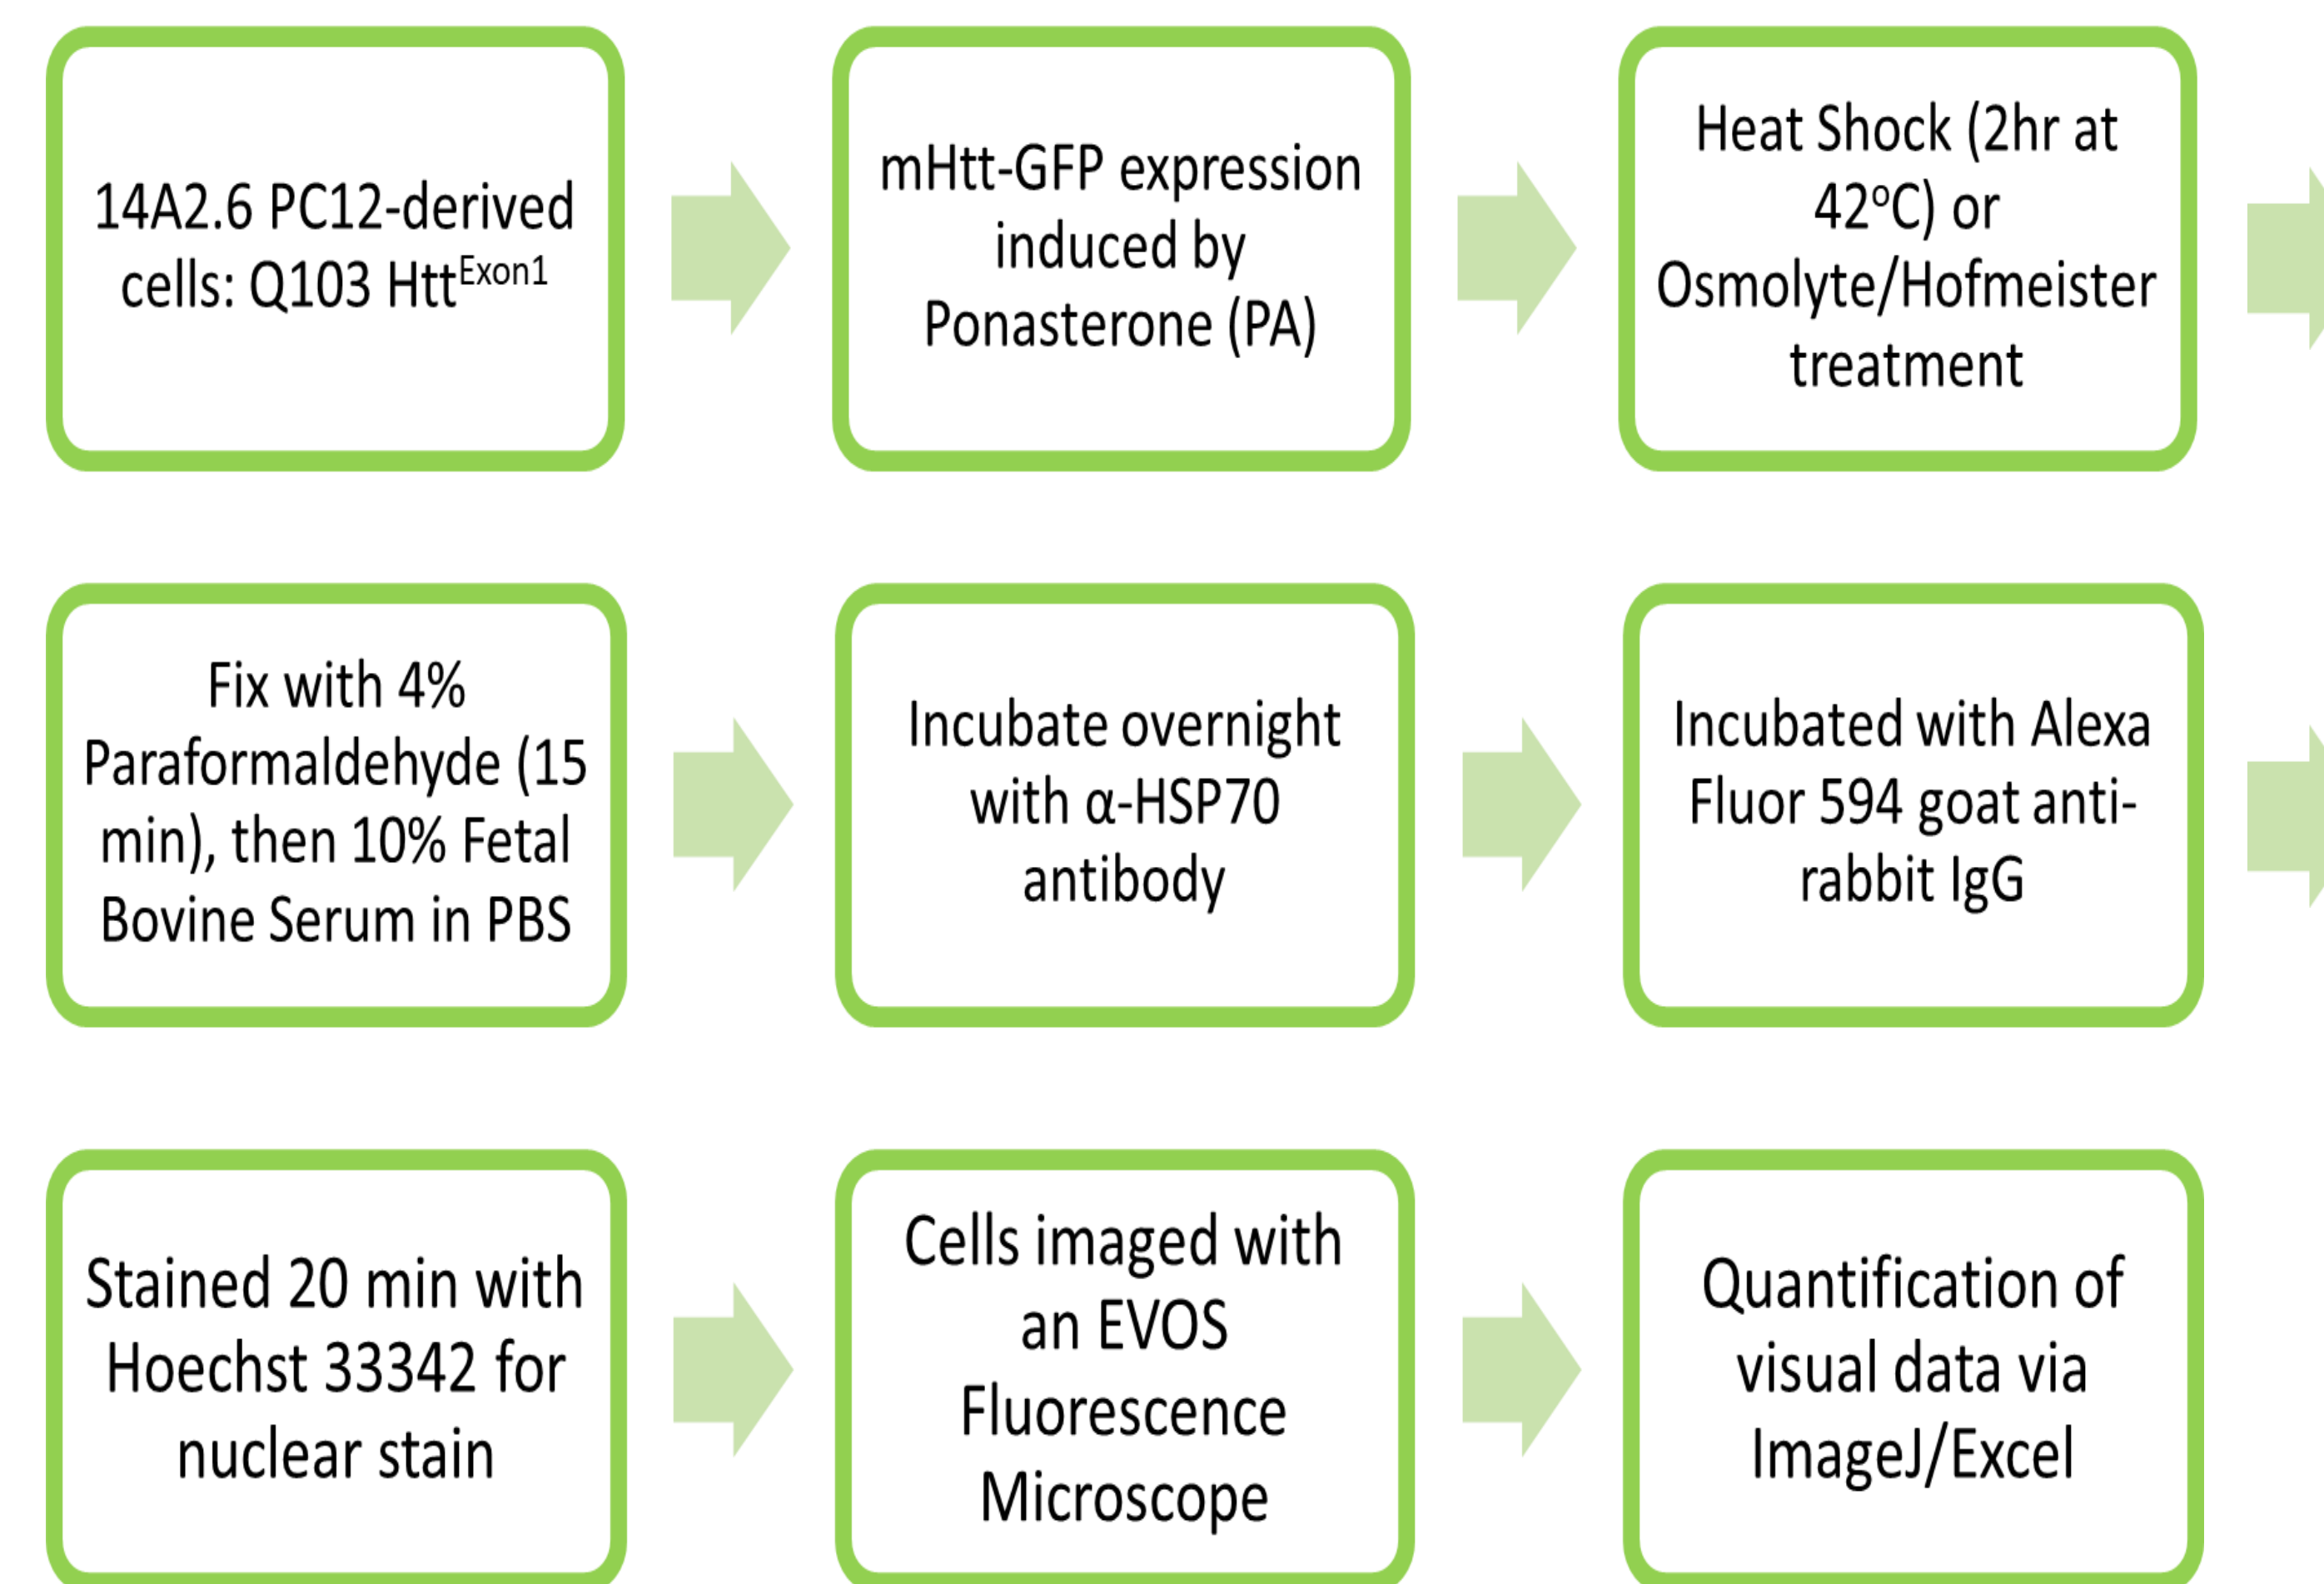 14A2.6 PC12-derived
cells: Q103 Htt^Exon1
mHtt-GFP expression
induced by
Ponasterone (PA)
Heat Shock (2hr at
42ºC) or
Osmolyte/Hofmeister
treatment
Fix with 4%
Paraformaldehyde (15
min), then 10% Fetal
Bovine Serum in PBS
Incubate overnight
with α-HSP70
antibody
Incubated with Alexa
Fluor 594 goat anti-
rabbit IgG
Stained 20 min with
Hoechst 33342 for
nuclear stain
Cells imaged with
an EVOS
Fluorescence
Microscope
Quantification of
visual data via
ImageJ/Excel